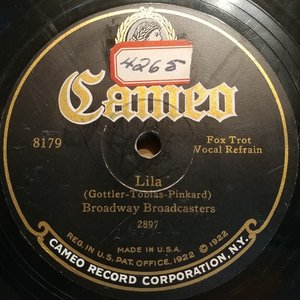 4265
Cameo
8179
Fox Trot
Vocal Refrain
Lila
(Gottler-Tobias-Pinkard)
Broadway Broadcasters
2897
MADE IN U.S.A.
REG. IN U.S. PAT. OFFICE, 1922 © 1922
CAMEO RECORD CORPORATION, N.Y.